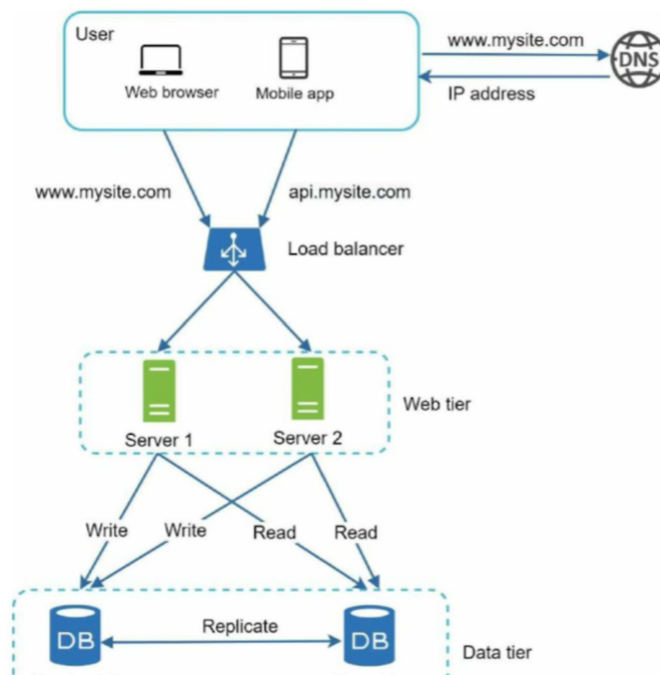 User
www.mysite.com
DNS
Web browser
Mobile app
IP address
www.mysite.com
api.mysite.com
Load balancer
Web tier
Server 1
Server 2
Write
Write
Read
Read
Replicate
DB
DB
Data tier